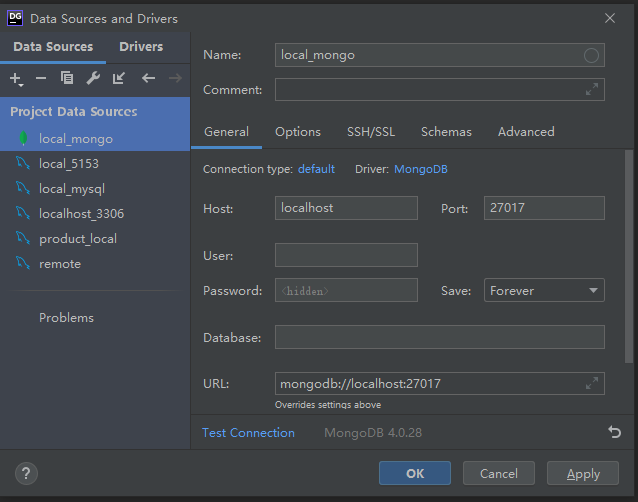 DG Data Sources and Drivers
Data Sources Drivers
Project Data Sources
local_mongo
local_5153
local_mysql
localhost_3306
product_local
remote
Problems
Name: local_mongo
Comment:
General Options SSH/SSL Schemas Advanced
Connection type: default Driver: MongoDB
Host: localhost Port: 27017
User:
Password: <hidden> Save: Forever
Database:
URL: mongodb://localhost:27017
Overrides settings above
Test Connection MongoDB 4.0.28
? OK Cancel Apply